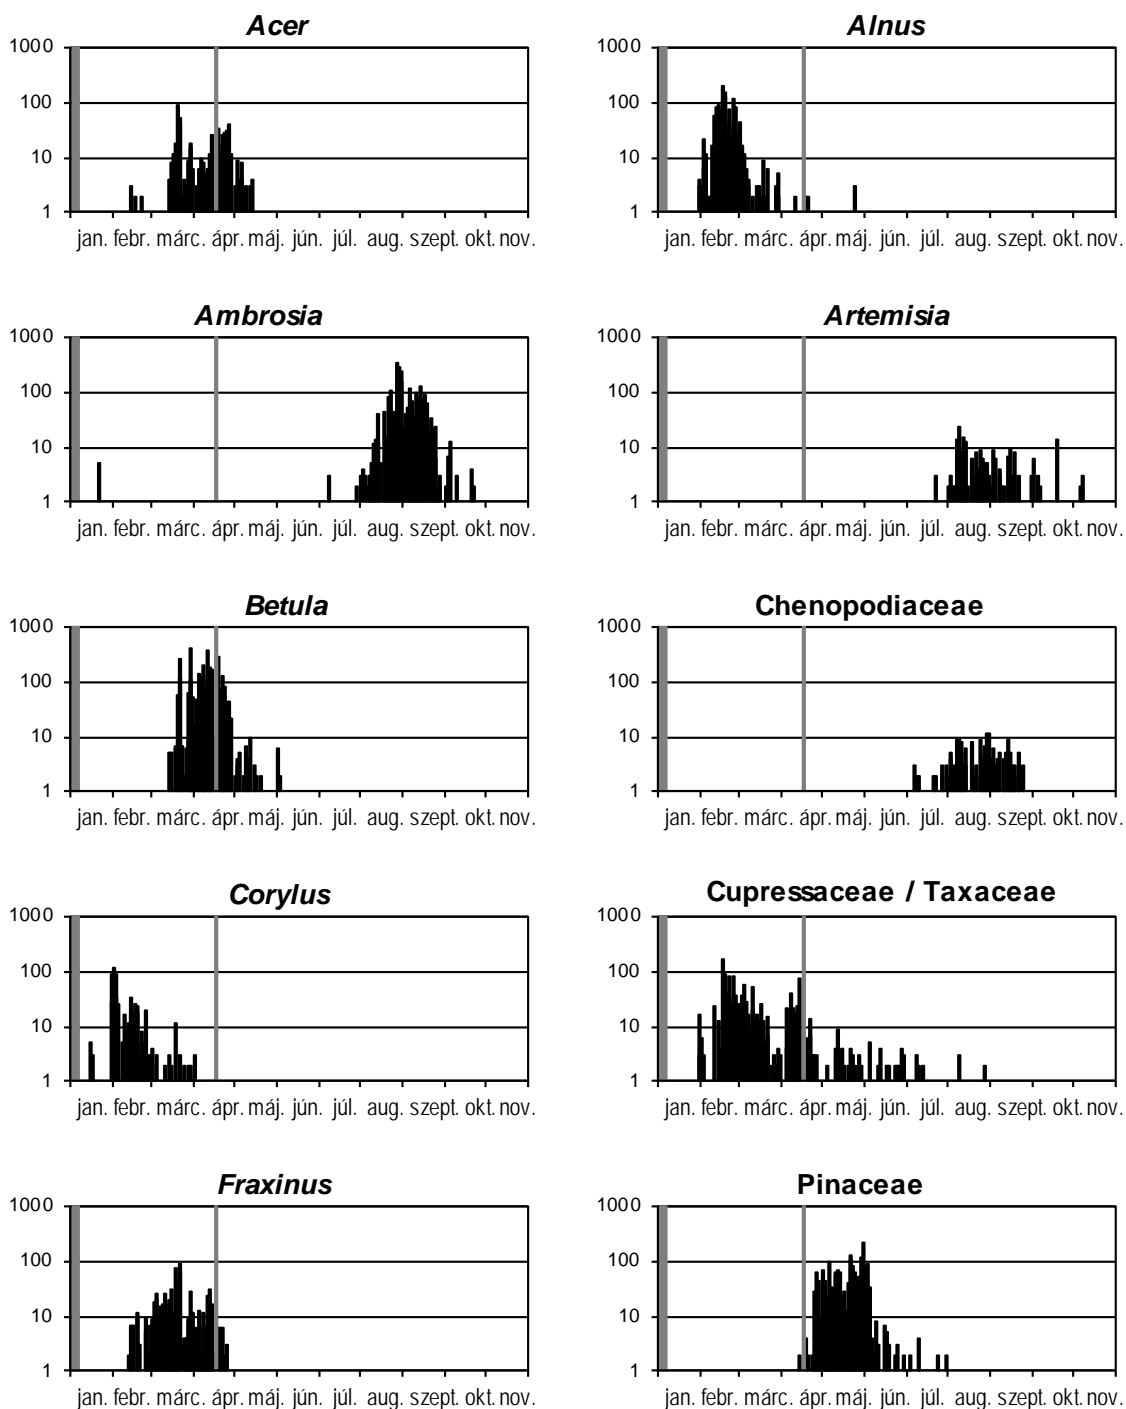 Acer
1000
100
10
1
jan. febr. márc. ápr. máj. jún. júl. aug. szept. okt. nov.
Alnus
1000
100
10
1
jan. febr. márc. ápr. máj. jún. júl. aug. szept. okt. nov.
Ambrosia
1000
100
10
1
jan. febr. márc. ápr. máj. jún. júl. aug. szept. okt. nov.
Artemisia
1000
100
10
1
jan. febr. márc. ápr. máj. jún. júl. aug. szept. okt. nov.
Betula
1000
100
10
1
jan. febr. márc. ápr. máj. jún. júl. aug. szept. okt. nov.
Chenopodiaceae
1000
100
10
1
jan. febr. márc. ápr. máj. jún. júl. aug. szept. okt. nov.
Corylus
1000
100
10
1
jan. febr. márc. ápr. máj. jún. júl. aug. szept. okt. nov.
Cupressaceae / Taxaceae
1000
100
10
1
jan. febr. márc. ápr. máj. jún. júl. aug. szept. okt. nov.
Fraxinus
1000
100
10
1
jan. febr. márc. ápr. máj. jún. júl. aug. szept. okt. nov.
Pinaceae
1000
100
10
1
jan. febr. márc. ápr. máj. jún. júl. aug. szept. okt. nov.